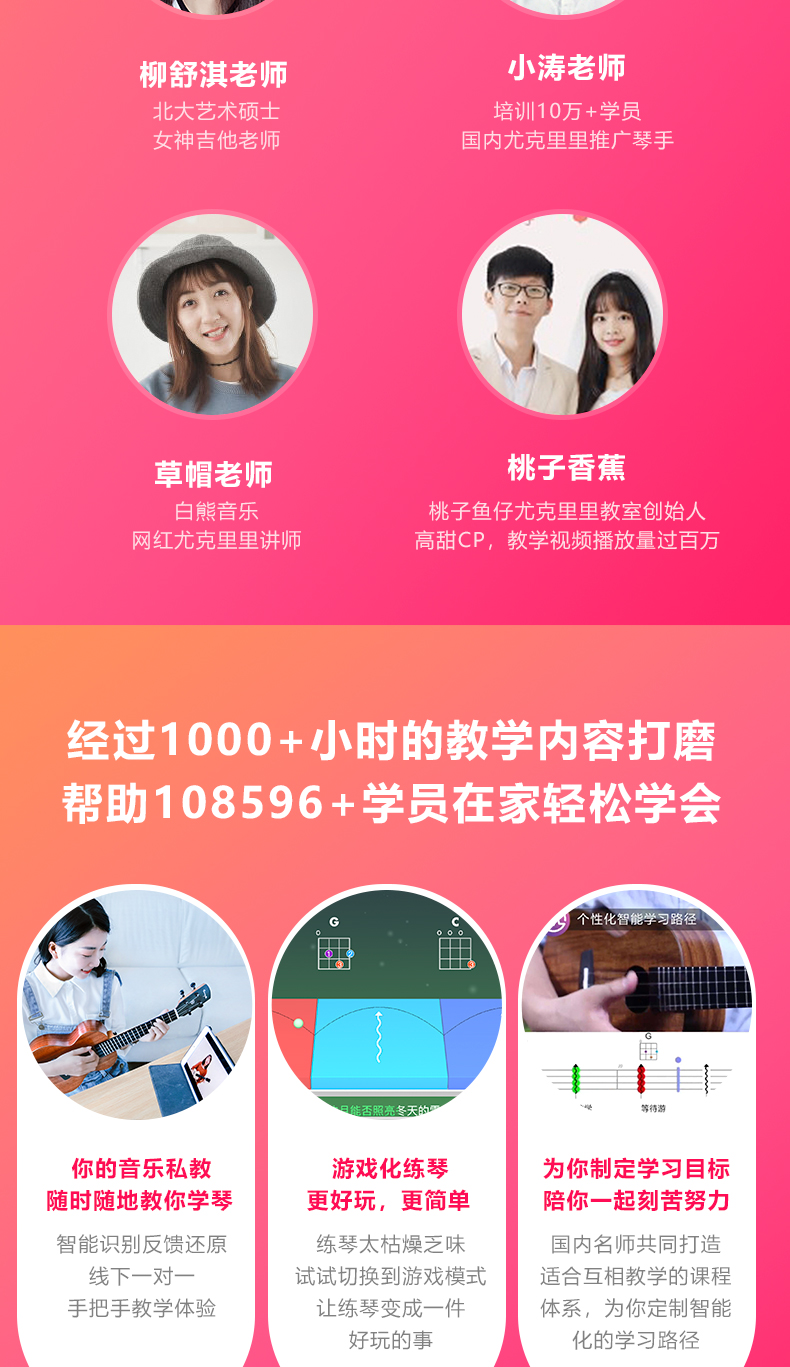 柳舒淇老师
北大艺术硕士
女神吉他老师
小涛老师
培训10万+学员
国内尤克里里推广琴手
草帽老师
白熊音乐
网红尤克里里讲师
桃子香蕉
桃子鱼仔尤克里里教室创始人
高甜CP，教学视频播放量过百万
经过1000+小时的教学内容打磨
帮助108596+学员在家轻松学会
G
C
1
2
3
3
月能否照亮冬天的雪
个性化智能学习路径
G
等待游
你的音乐私教
随时随地教你学琴
智能识别反馈还原
线下一对一
手把手教学体验
游戏化练琴
更好玩，更简单
练琴太枯燥乏味
试试切换到游戏模式
让练琴变成一件
好玩的事
为你制定学习目标
陪你一起刻苦努力
国内名师共同打造
适合互相教学的课程
体系，为你定制智能
化的学习路径